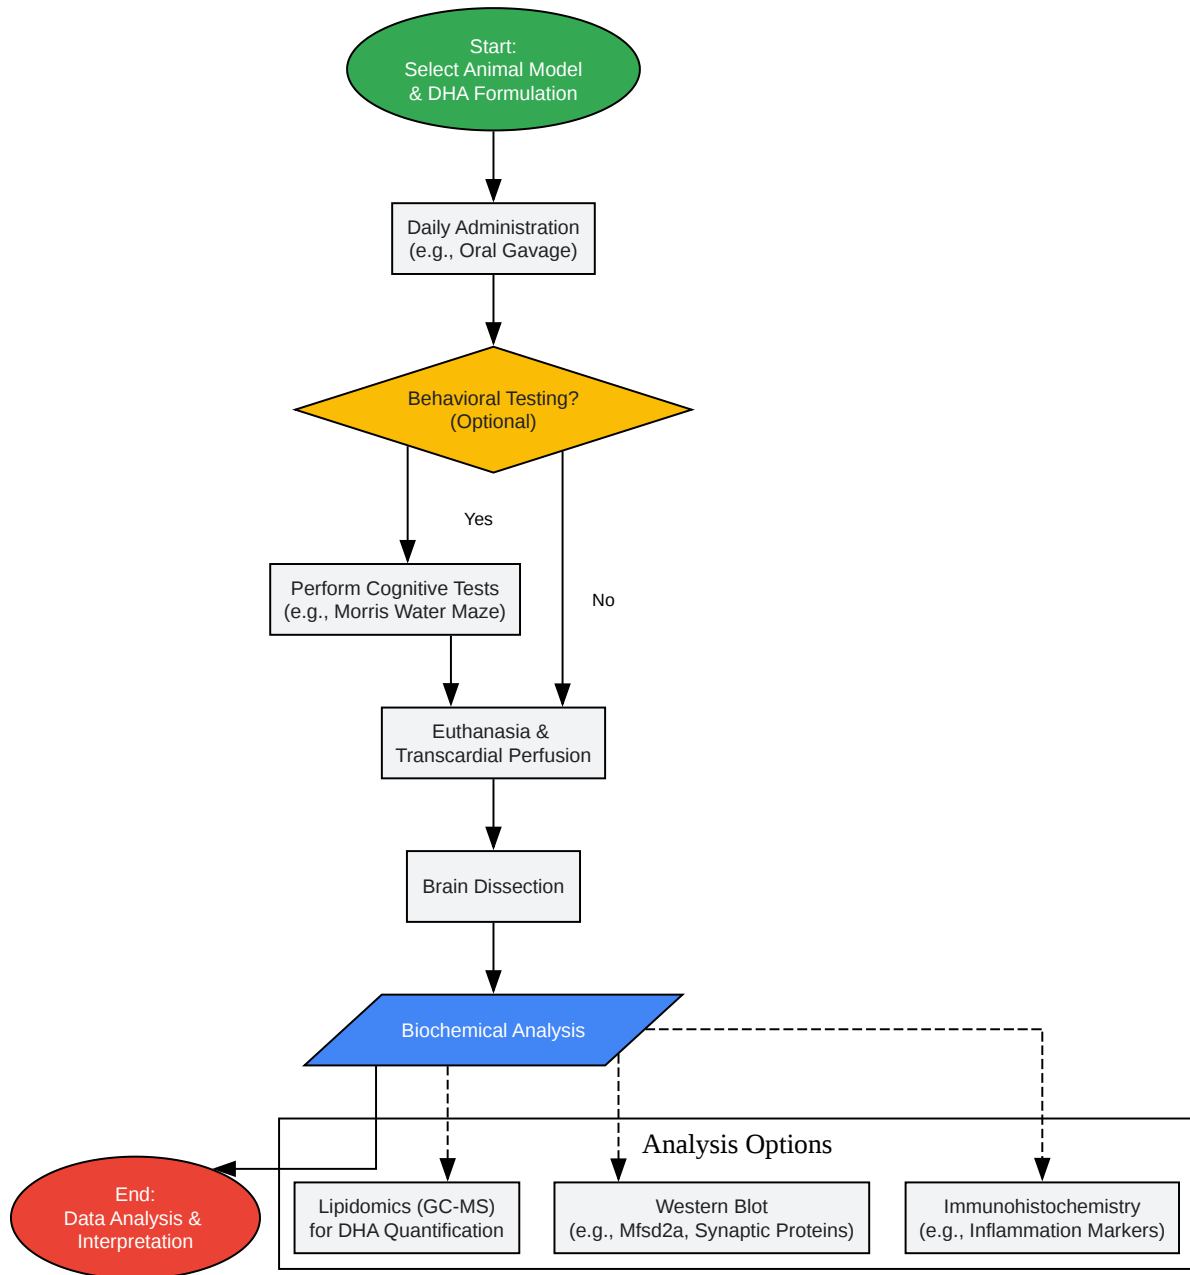 Start:
Select Animal Model
& DHA Formulation
Daily Administration
(e.g., Oral Gavage)
Behavioral Testing?
(Optional)
Yes
Perform Cognitive Tests
(e.g., Morris Water Maze)
No
Euthanasia &
Transcardial Perfusion
Brain Dissection
Biochemical Analysis
Analysis Options
End:
Data Analysis &
Interpretation
Lipidomics (GC-MS)
for DHA Quantification
Western Blot
(e.g., Mfsd2a, Synaptic Proteins)
Immunohistochemistry
(e.g., Inflammation Markers)